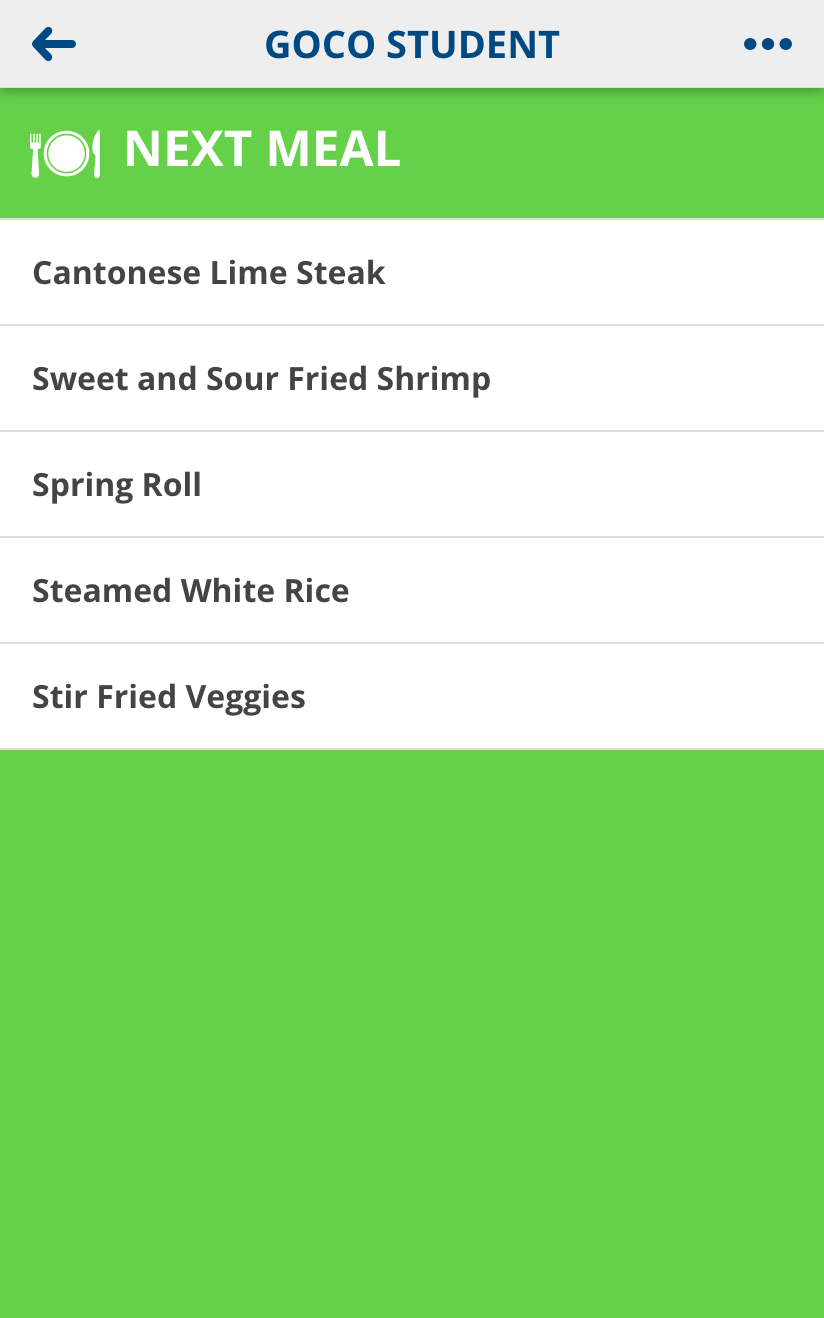 GOCO STUDENT
NEXT MEAL
Cantonese Lime Steak
Sweet and Sour Fried Shrimp
Spring Roll
Steamed White Rice
Stir Fried Veggies